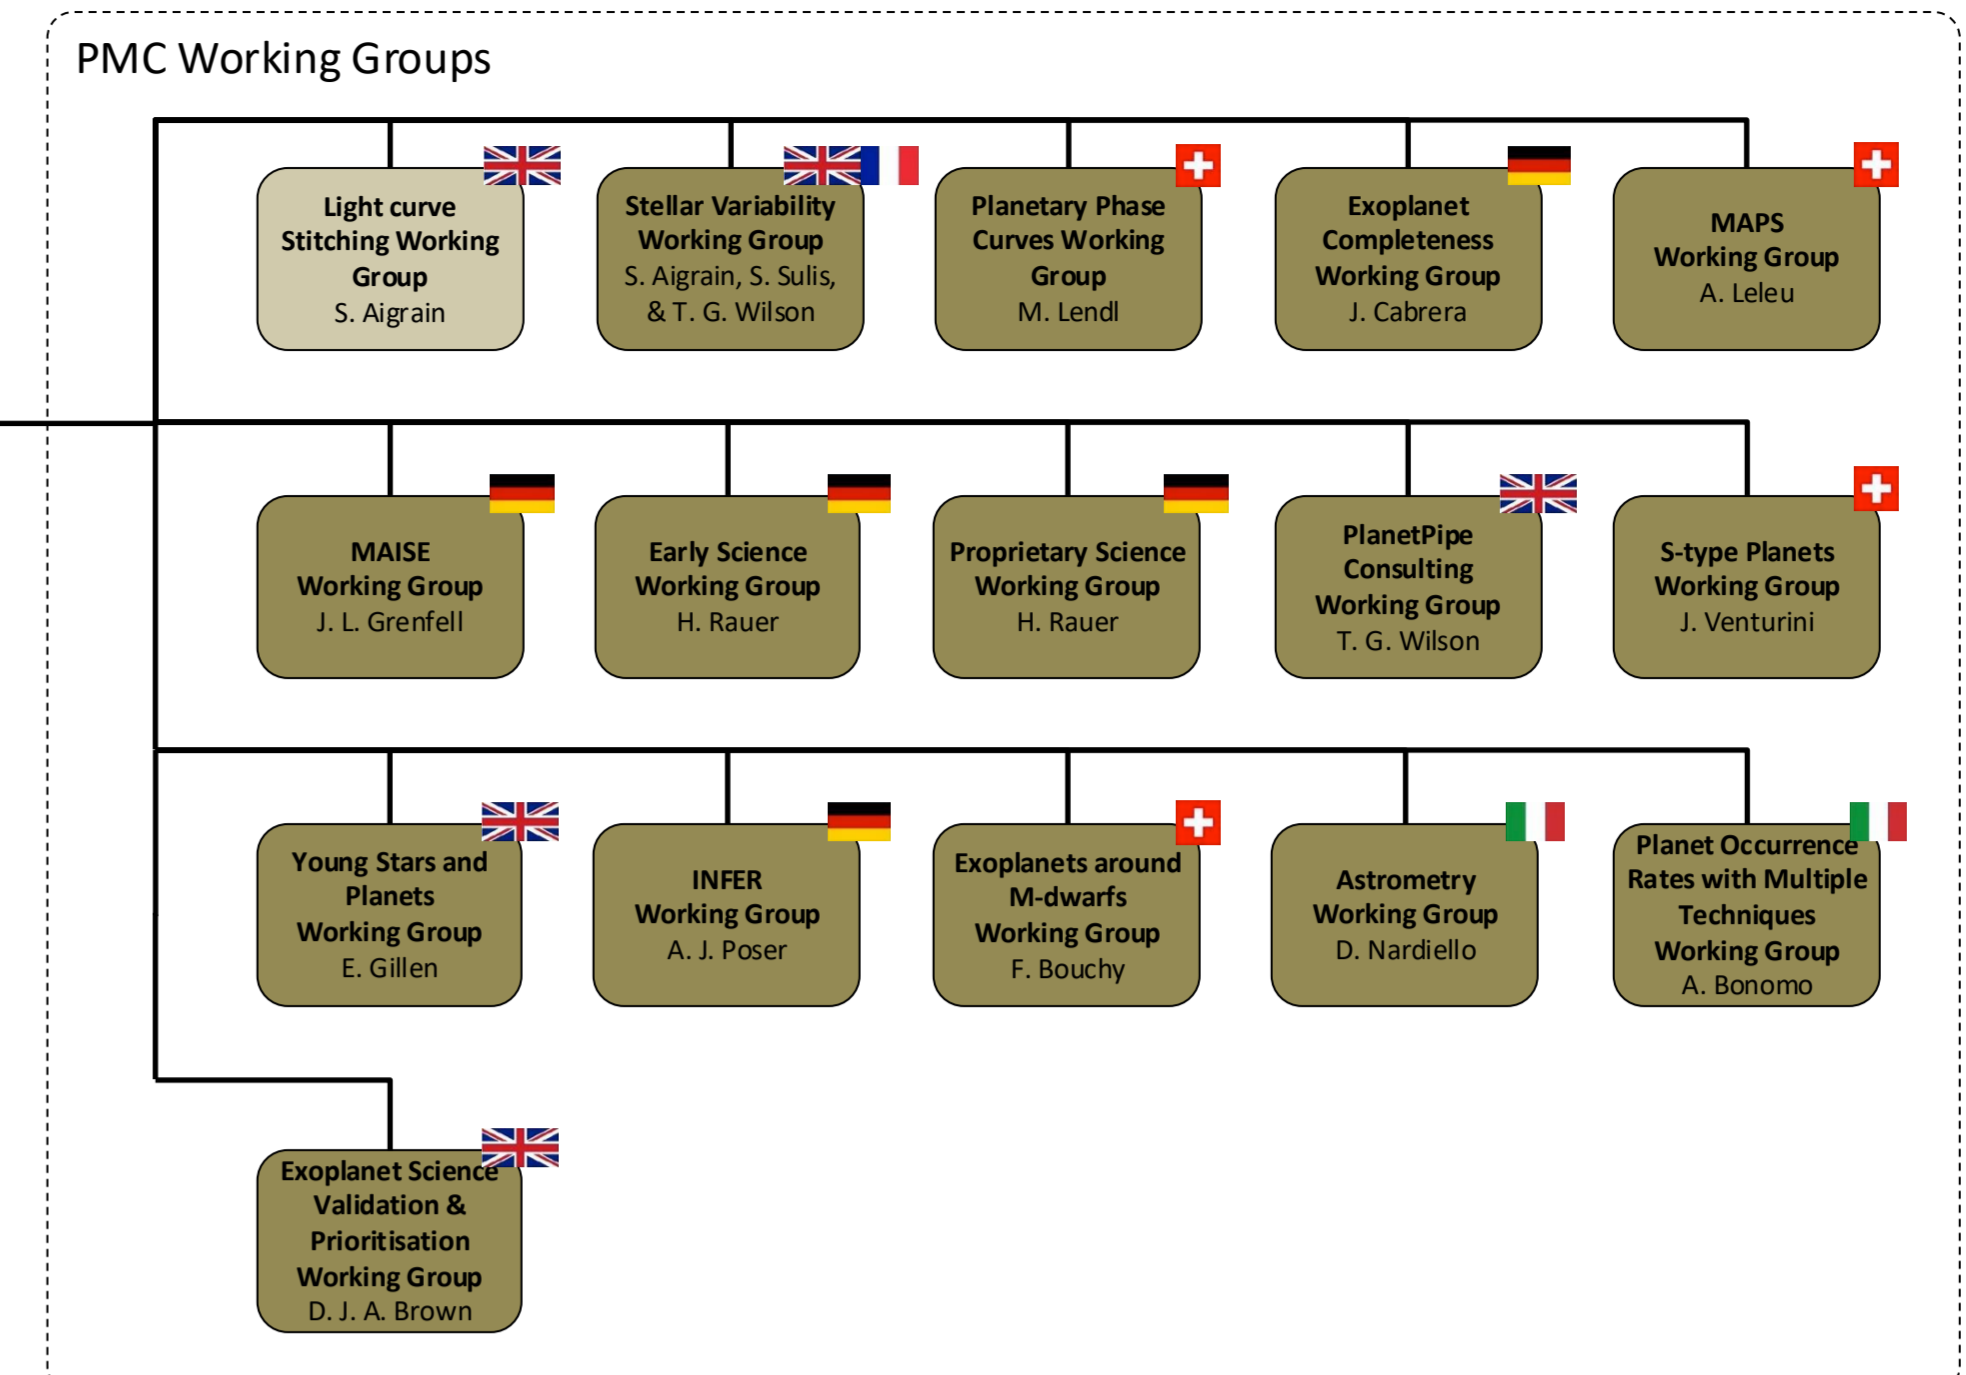 PMC Working Groups
Light curve
Stitching Working
Group
S. Aigrain
Stellar Variability
Working Group
S. Aigrain, S. Sulis,
& T. G. Wilson
Planetary Phase
Curves Working
Group
M. Lendl
Exoplanet
Completeness
Working Group
J. Cabrera
MAPS
Working Group
A. Leleu
MAISE
Working Group
J. L. Grenfell
Early Science
Working Group
H. Rauer
Proprietary Science
Working Group
H. Rauer
PlanetPipe
Consulting
Working Group
T. G. Wilson
S-type Planets
Working Group
J. Venturini
Young Stars and
Planets
Working Group
E. Gillen
INFER
Working Group
A. J. Poser
Exoplanets around
M-dwarfs
Working Group
F. Bouchy
Astrometry
Working Group
D. Nardiello
Planet Occurrence
Rates with Multiple
Techniques
Working Group
A. Bonomo
Exoplanet Science
Validation &
Prioritisation
Working Group
D. J. A. Brown